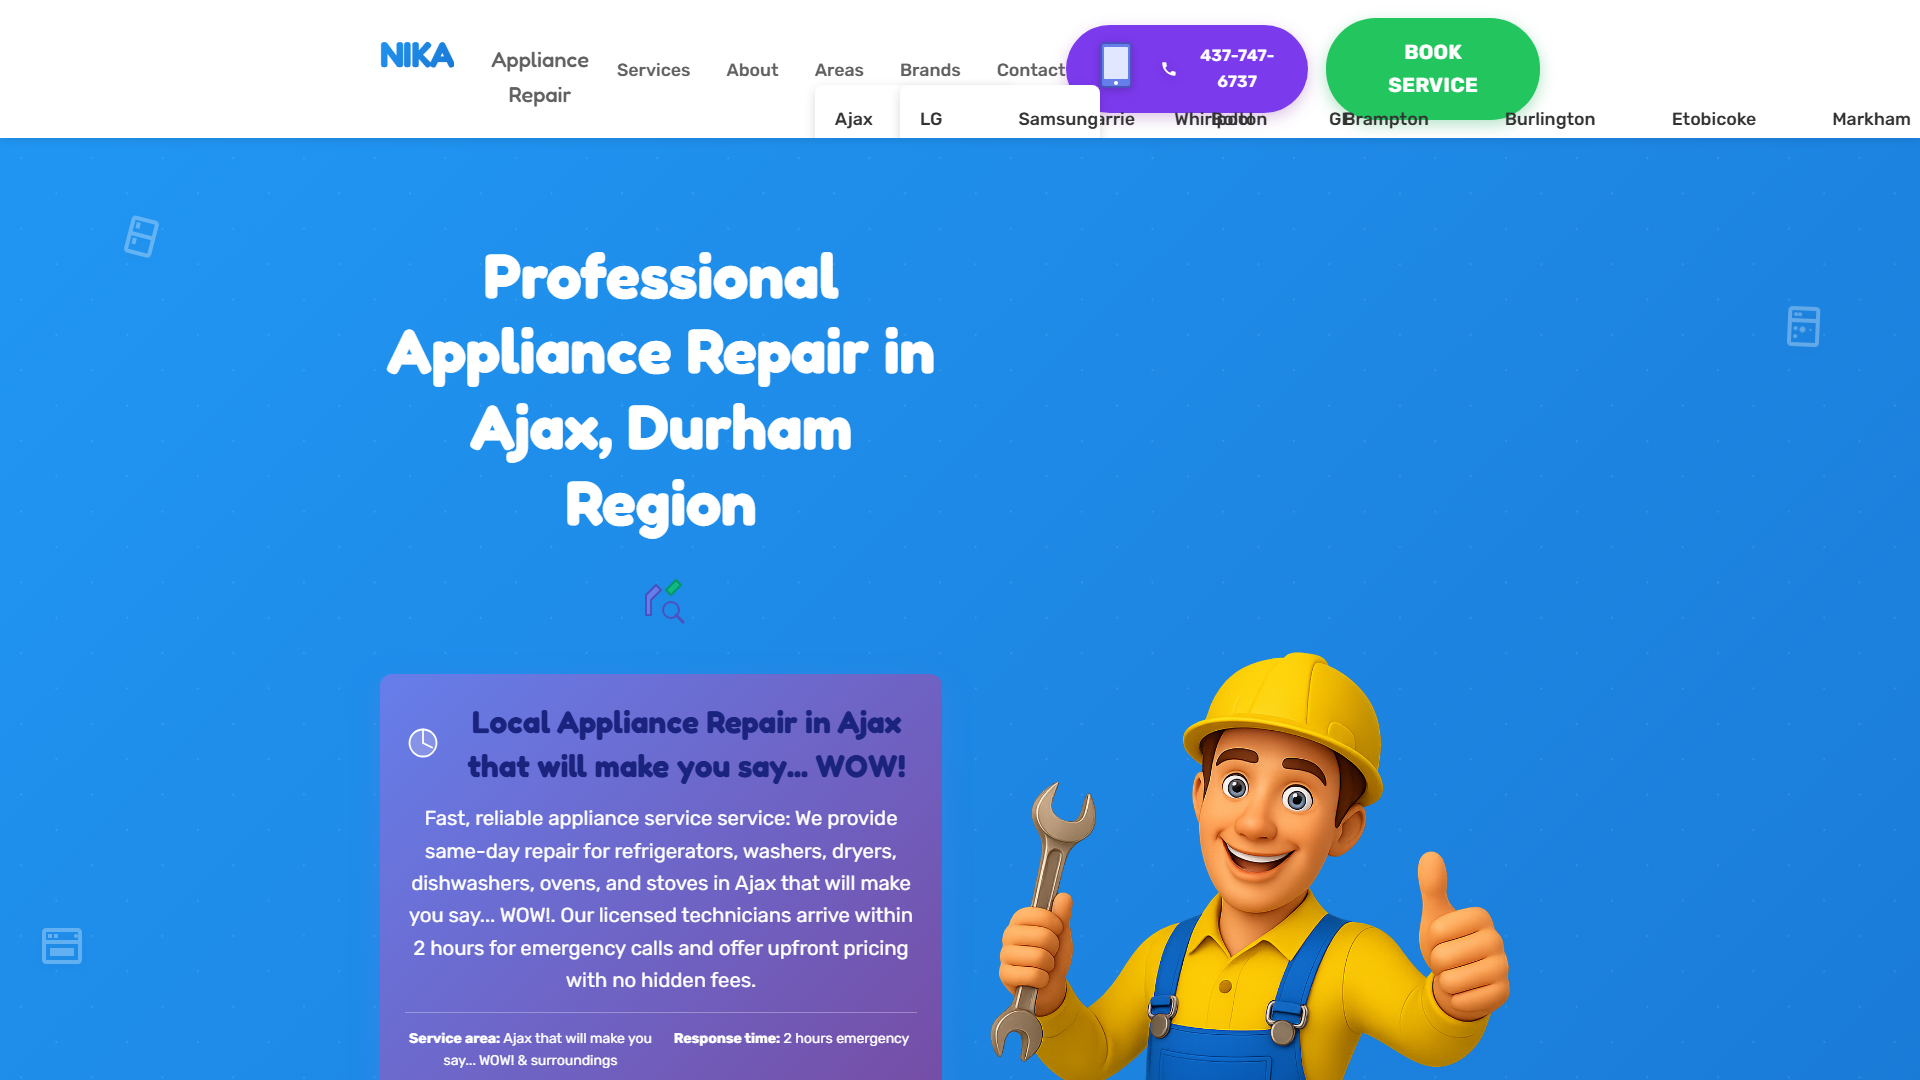 NIKA
Appliance
Repair
Services
About
Areas
Brands
Contact
437-747-
6737
BOOK
SERVICE
Ajax
LG
Samsung
Whirlpool
Bolton
GE
Brampton
Burlington
Etobicoke
Markham
Professional
Appliance Repair in
Ajax, Durham
Region
Local Appliance Repair in Ajax
that will make you say... WOW!
Fast, reliable appliance service service: We provide
same-day repair for refrigerators, washers, dryers,
dishwashers, ovens, and stoves in Ajax that will make
you say... WOW!. Our licensed technicians arrive within
2 hours for emergency calls and offer upfront pricing
with no hidden fees.
Service area: Ajax that will make you
say... WOW! & surroundings
Response time: 2 hours emergency